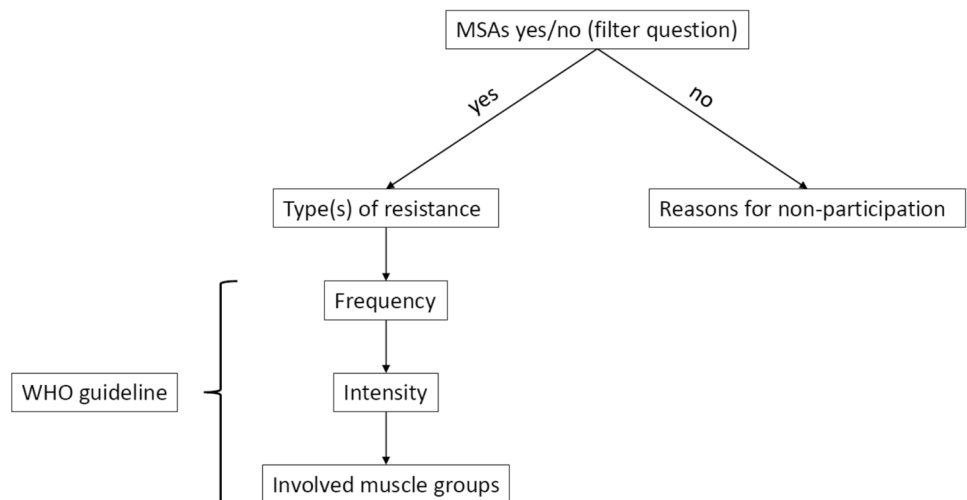 MSAs yes/no (filter question)
yes
no
Type(s) of resistance
Reasons for non-participation
Frequency
WHO guideline
Intensity
Involved muscle groups